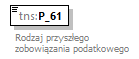 tns:P_61
Rodzaj przyszłego
zobowiązania podatkowego